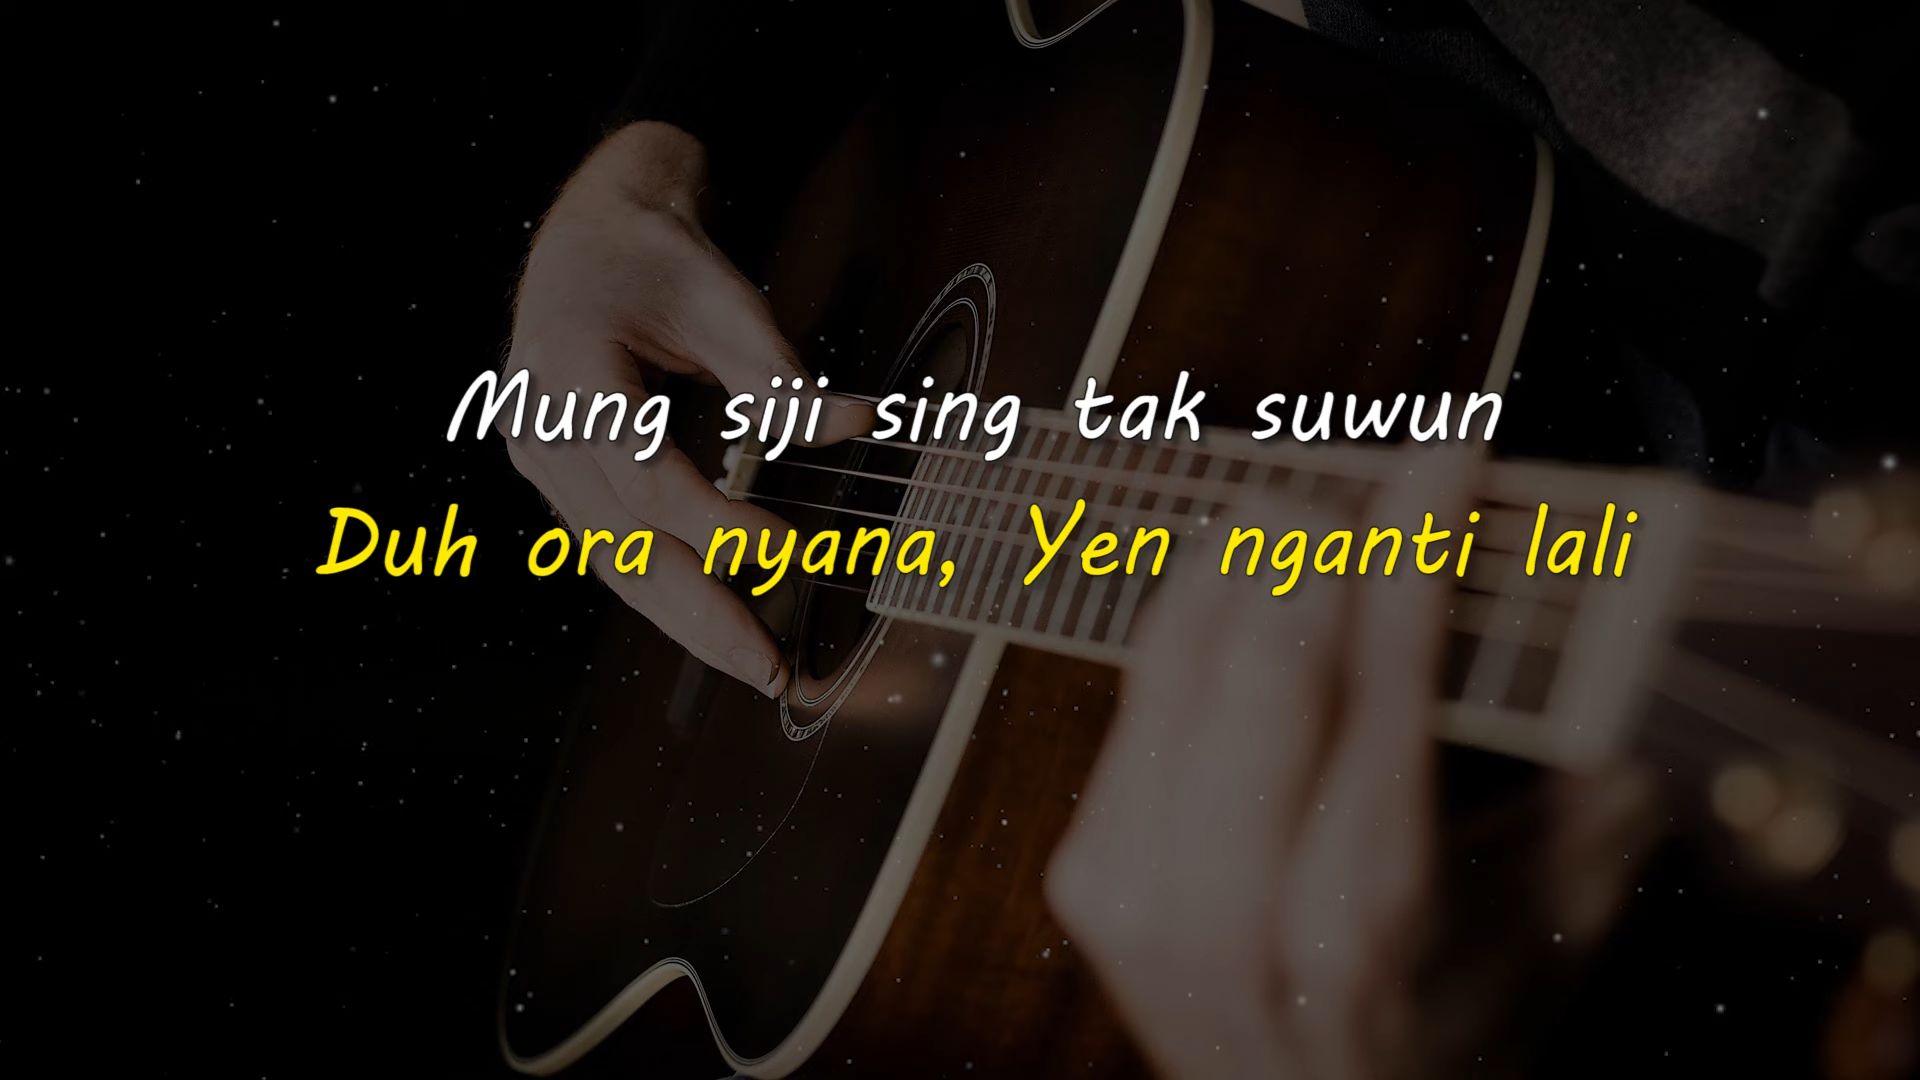 Mung siji sing tak suwun
Duh ora nyana, Yen nganti lali